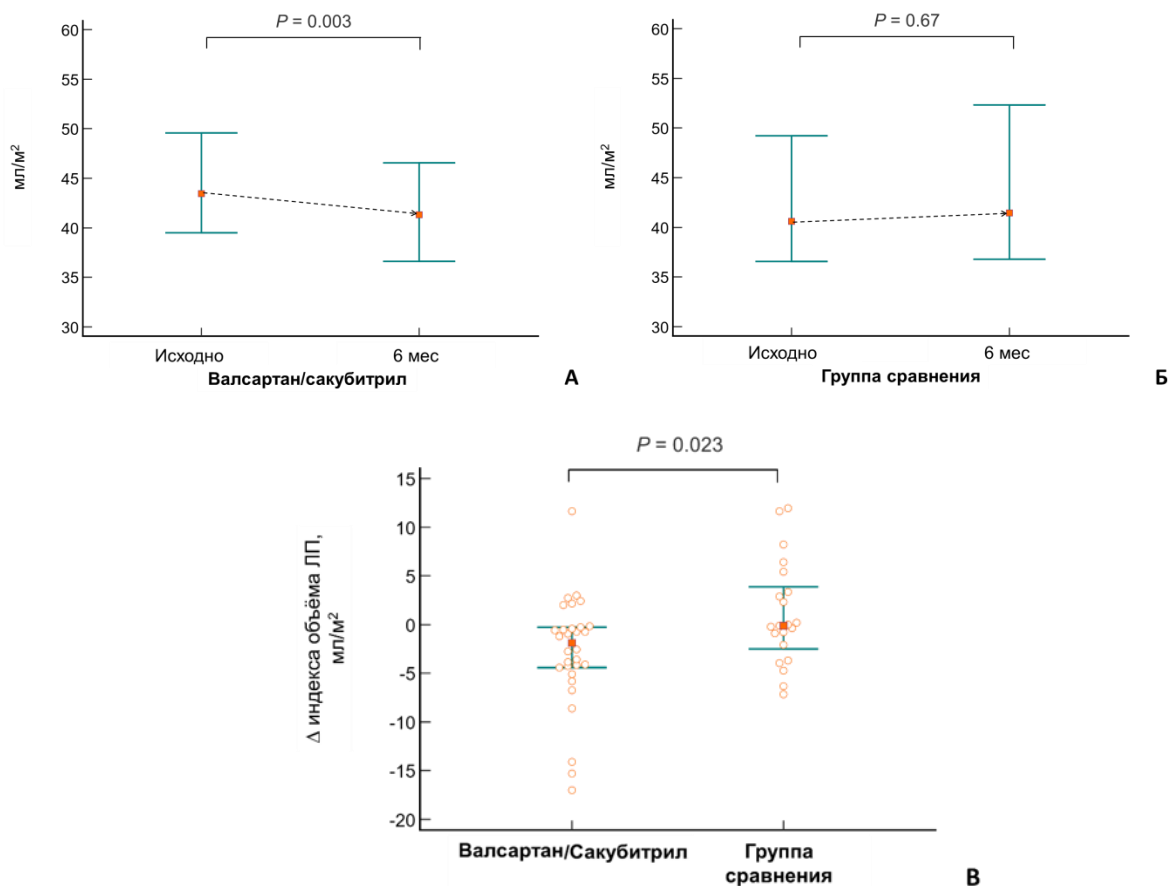 P = 0.003
60
55
50
45
40
35
30
мл/м²
Исходно
6 мес
Валсартан/сакубитрил
А
P = 0.67
60
55
50
45
40
35
30
мл/м²
Исходно
6 мес
Группа сравнения
Б
P = 0.023
15
10
5
0
-5
-10
-15
-20
Δ индекса объёма ЛП,
мл/м²
Валсартан/Сакубитрил
Группа
сравнения
В